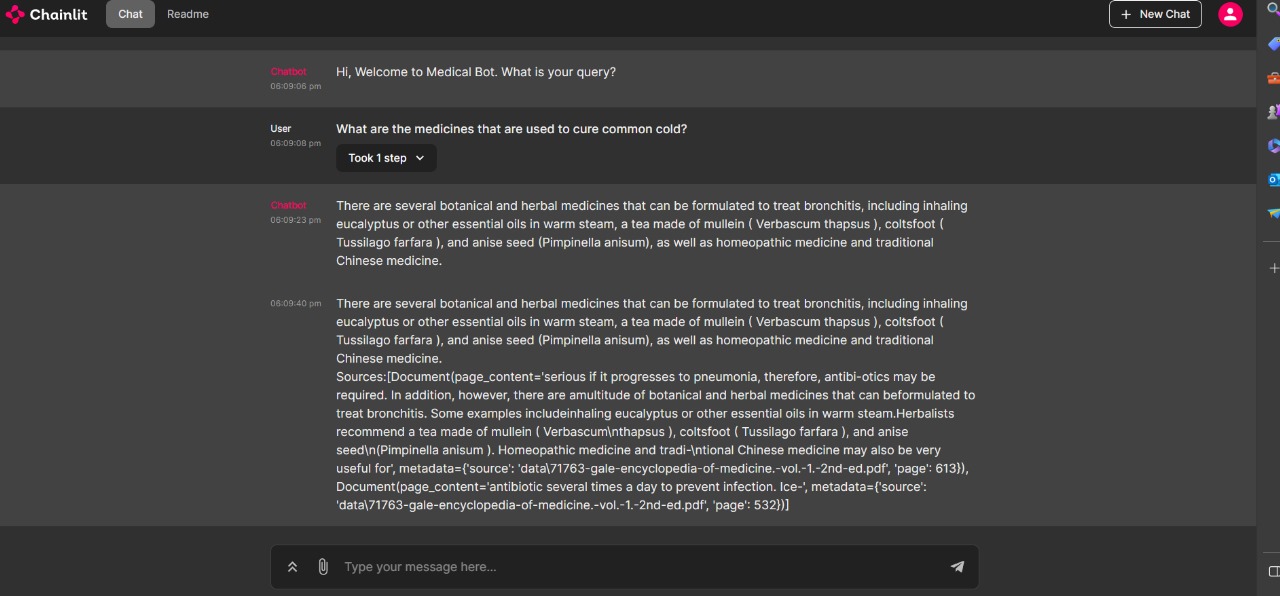 Chainlit
Chat
Readme
+ New Chat
Chatbot
06:09:06 pm
Hi, Welcome to Medical Bot. What is your query?
User
06:09:08 pm
What are the medicines that are used to cure common cold?
Took 1 step
Chatbot
06:09:23 pm
There are several botanical and herbal medicines that can be formulated to treat bronchitis, including inhaling
eucalyptus or other essential oils in warm steam, a tea made of mullein ( Verbascum thapsus ), coltsfoot (
Tussilago farfara ), and anise seed (Pimpinella anisum), as well as homeopathic medicine and traditional
Chinese medicine.
06:09:40 pm
There are several botanical and herbal medicines that can be formulated to treat bronchitis, including inhaling
eucalyptus or other essential oils in warm steam, a tea made of mullein ( Verbascum thapsus ), coltsfoot (
Tussilago farfara ), and anise seed (Pimpinella anisum), as well as homeopathic medicine and traditional
Chinese medicine.
Sources:[Document(page_content='serious if it progresses to pneumonia, therefore, antibi-otics may be
required. In addition, however, there are amultitude of botanical and herbal medicines that can beformulated to
treat bronchitis. Some examples includeinhaling eucalyptus or other essential oils in warm steam.Herbalists
recommend a tea made of mullein ( Verbascum\nthapsus ), coltsfoot ( Tussilago farfara ), and anise
seed\n(Pimpinella anisum ). Homeopathic medicine and tradi-\ntional Chinese medicine may also be very
useful for', metadata={'source': 'data\71763-gale-encyclopedia-of-medicine.-vol.-1.-2nd-ed.pdf', 'page': 613}),
Document(page_content='antibiotic several times a day to prevent infection. Ice-', metadata={'source':
'data\71763-gale-encyclopedia-of-medicine.-vol.-1.-2nd-ed.pdf', 'page': 532})]
Type your message here...